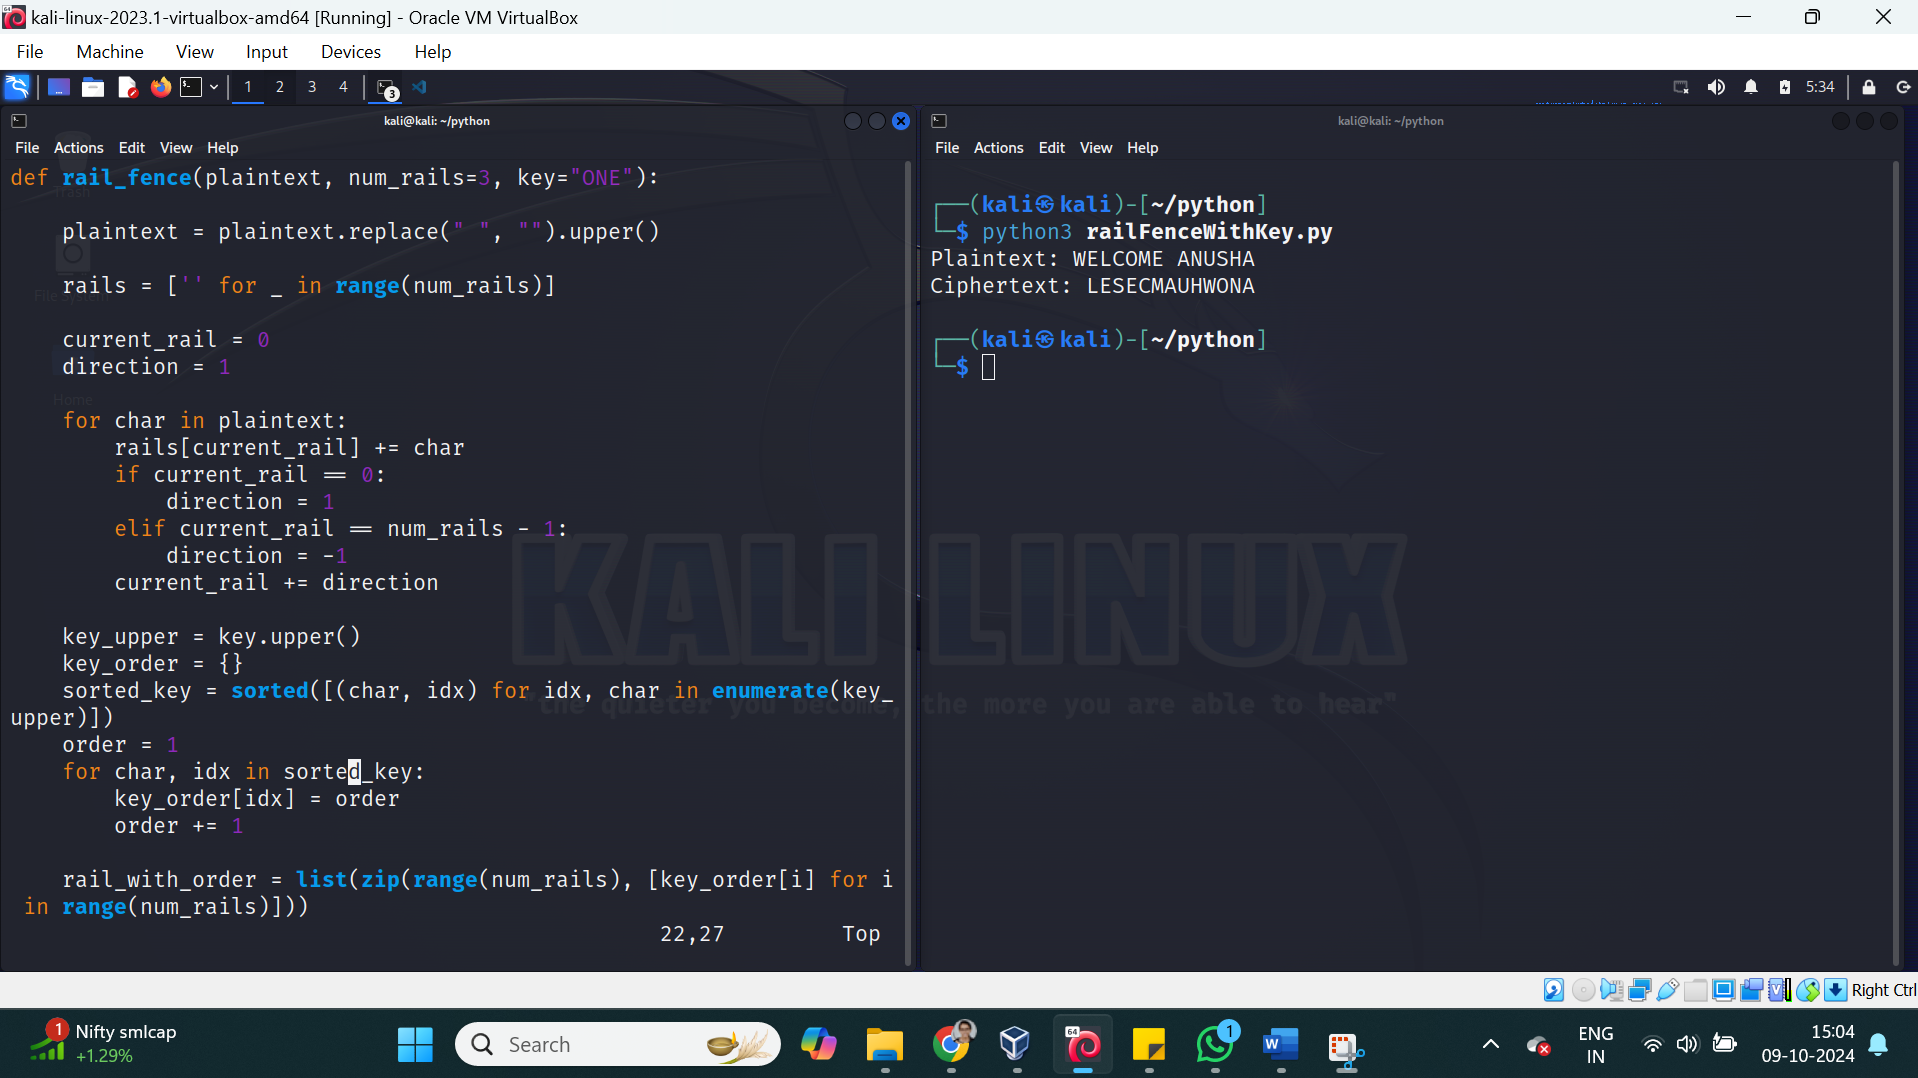 kali-linux-2023.1-virtualbox-amd64 [Running] - Oracle VM VirtualBox
File Machine View Input Devices Help
1 2 3 4 3 5:34
kali@kali: ~/python
File Actions Edit View Help
def rail_fence(plaintext, num_rails=3, key="ONE"):
    plaintext = plaintext.replace(" ", "").upper()
    rails = ['' for _ in range(num_rails)]
    current_rail = 0
    direction = 1
    for char in plaintext:
        rails[current_rail] += char
        if current_rail == 0:
            direction = 1
        elif current_rail == num_rails - 1:
            direction = -1
        current_rail += direction
    key_upper = key.upper()
    key_order = {}
    sorted_key = sorted([(char, idx) for idx, char in enumerate(key_
upper)])
    order = 1
    for char, idx in sorted_key:
        key_order[idx] = order
        order += 1
    rail_with_order = list(zip(range(num_rails), [key_order[i] for i
 in range(num_rails)]))
22,27 Top
Trash
File System
Home
kali@kali: ~/python
File Actions Edit View Help
┌──(kali㉿kali)-[~/python]
└─$ python3 railFenceWithKey.py
Plaintext: WELCOME ANUSHA
Ciphertext: LESECMAUHWONA
┌──(kali㉿kali)-[~/python]
└─$
KALI LINUX
"the quieter you become, the more you are able to hear"
Right Ctrl
1 Nifty smlcap
+1.29%
Search
64
1
ENG
IN
15:04
09-10-2024